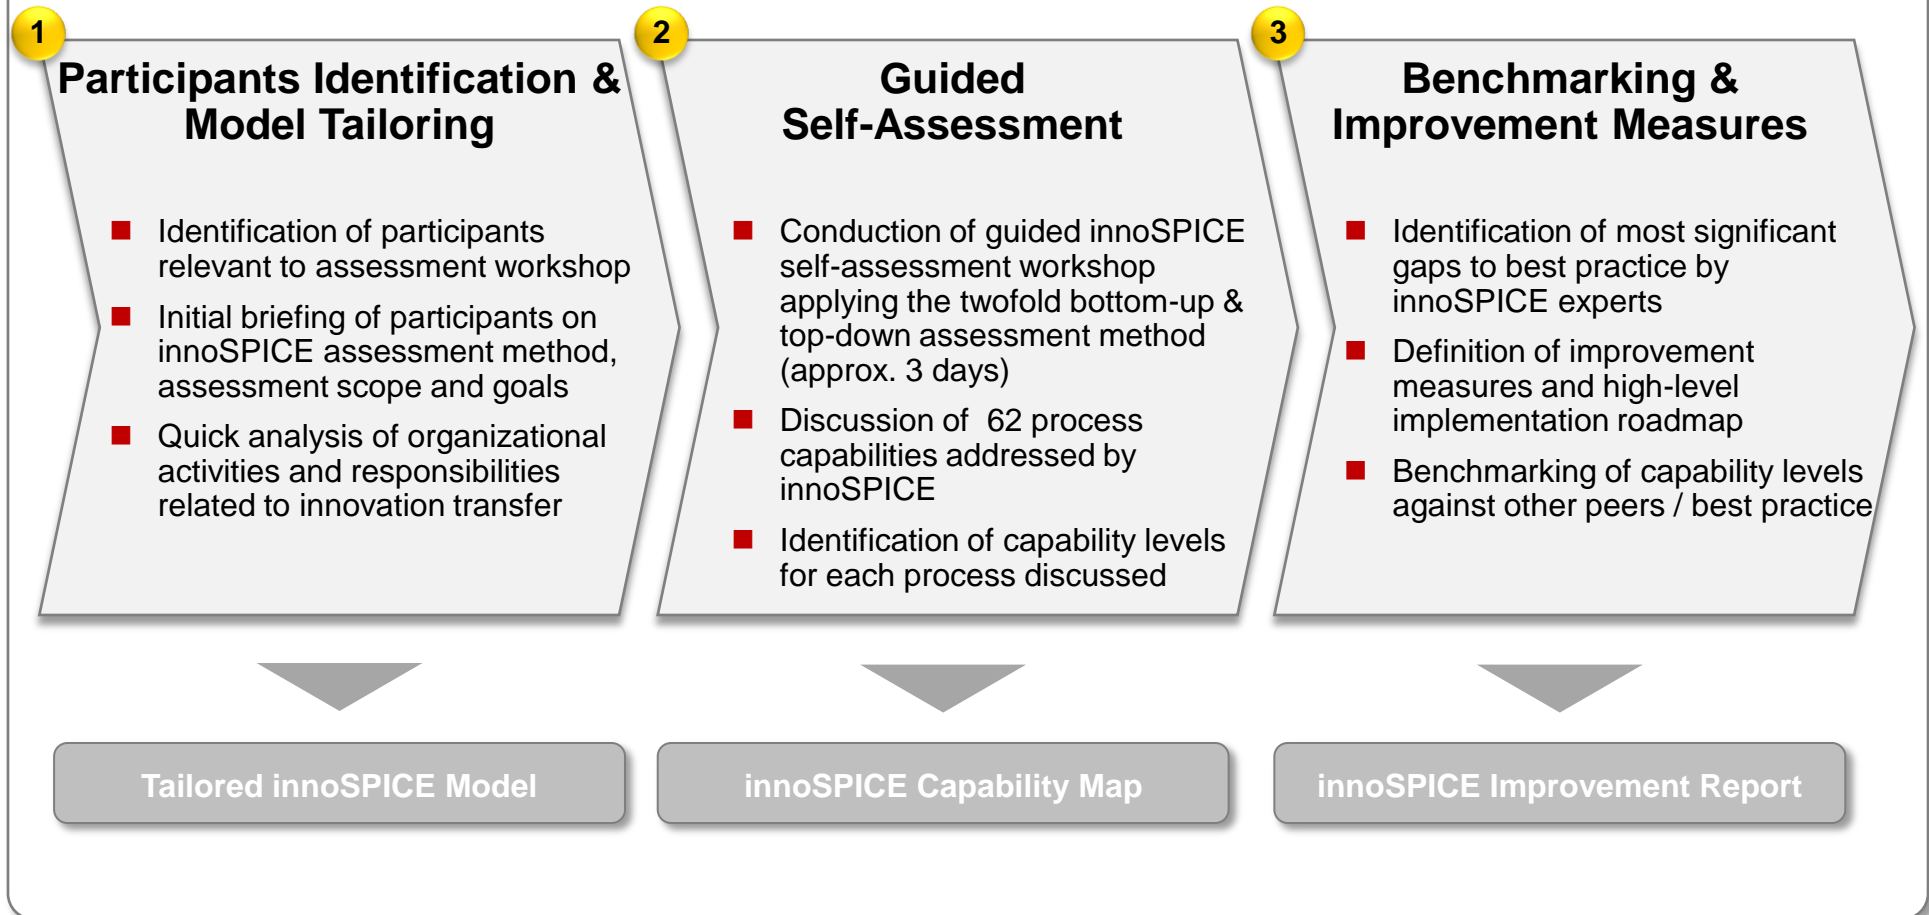 1
Participants Identification &
Model Tailoring
Identification of participants
relevant to assessment workshop
Initial briefing of participants on
innoSPICE assessment method,
assessment scope and goals
Quick analysis of organizational
activities and responsibilities
related to innovation transfer
Tailored innoSPICE Model
2
Guided
Self-Assessment
Conduction of guided innoSPICE
self-assessment workshop
applying the twofold bottom-up &
top-down assessment method
(approx. 3 days)
Discussion of  62 process
capabilities addressed by
innoSPICE
Identification of capability levels
for each process discussed
innoSPICE Capability Map
3
Benchmarking &
Improvement Measures
Identification of most significant
gaps to best practice by
innoSPICE experts
Definition of improvement
measures and high-level
implementation roadmap
Benchmarking of capability levels
against other peers / best practice
innoSPICE Improvement Report